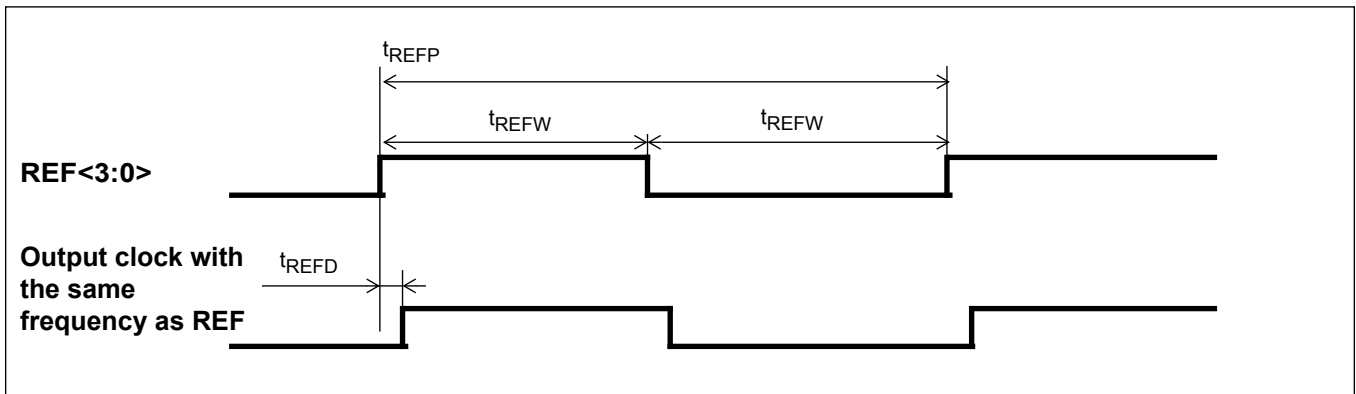 tREFP
tREFW
tREFW
REF<3:0>
Output clock with
the same
frequency as REF
tREFD